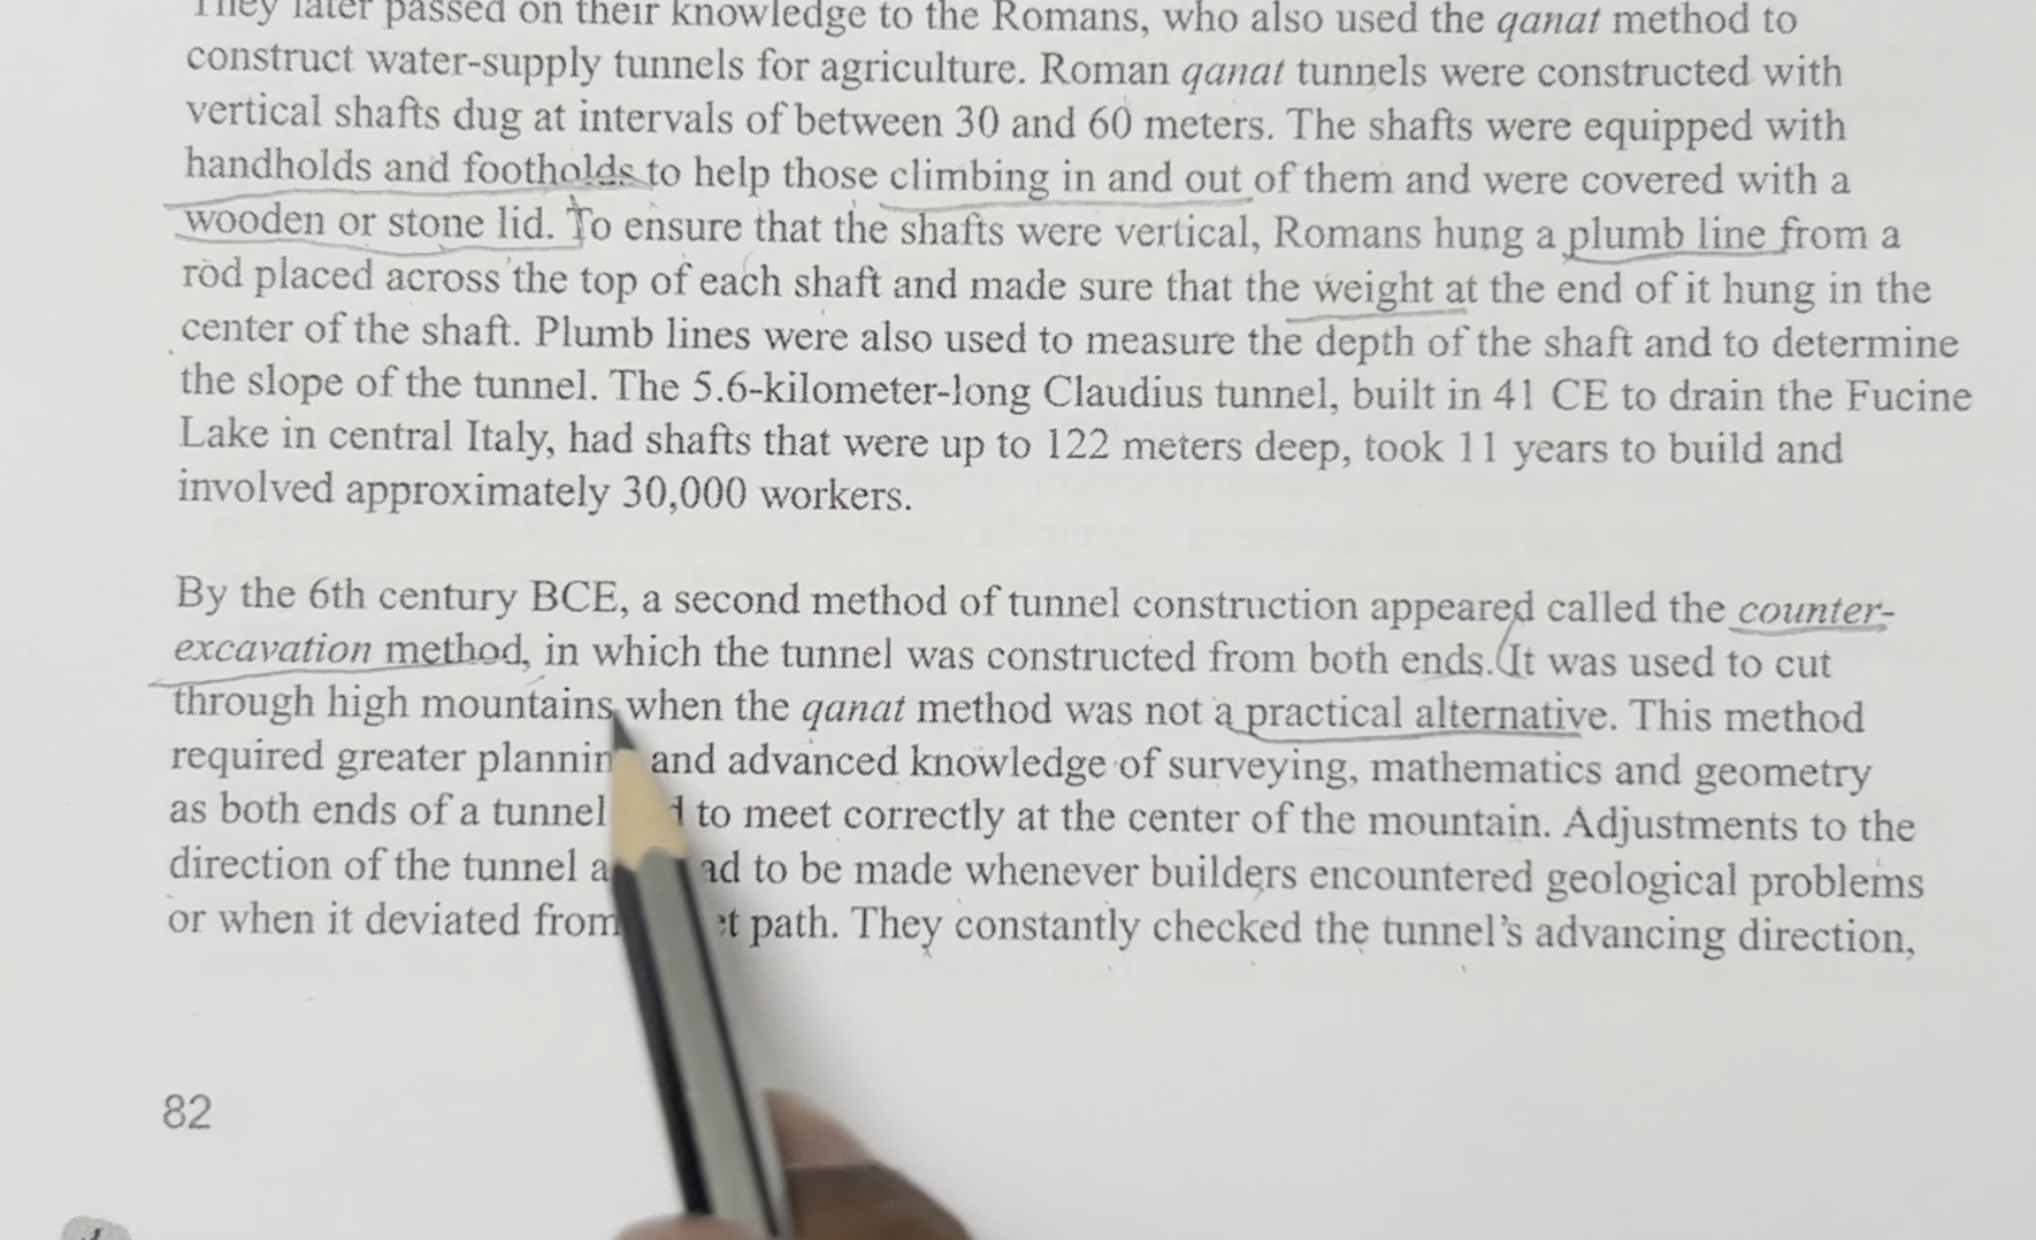 They later passed on their knowledge to the Romans, who also used the qanat method to
construct water-supply tunnels for agriculture. Roman qanat tunnels were constructed with
vertical shafts dug at intervals of between 30 and 60 meters. The shafts were equipped with
handholds and footholds to help those climbing in and out of them and were covered with a
wooden or stone lid. To ensure that the shafts were vertical, Romans hung a plumb line from a
rod placed across the top of each shaft and made sure that the weight at the end of it hung in the
center of the shaft. Plumb lines were also used to measure the depth of the shaft and to determine
the slope of the tunnel. The 5.6-kilometer-long Claudius tunnel, built in 41 CE to drain the Fucine
Lake in central Italy, had shafts that were up to 122 meters deep, took 11 years to build and
involved approximately 30,000 workers.
By the 6th century BCE, a second method of tunnel construction appeared called the counter-
excavation method, in which the tunnel was constructed from both ends. It was used to cut
through high mountains when the qanat method was not a practical alternative. This method
required greater and advanced knowledge of surveying, mathematics and geometry
as both ends of a tunnel to meet correctly at the center of the mountain. Adjustments to the
direction of the tunnel to be made whenever builders encountered geological problems
or when it deviated from path. They constantly checked the tunnel's advancing direction,
82